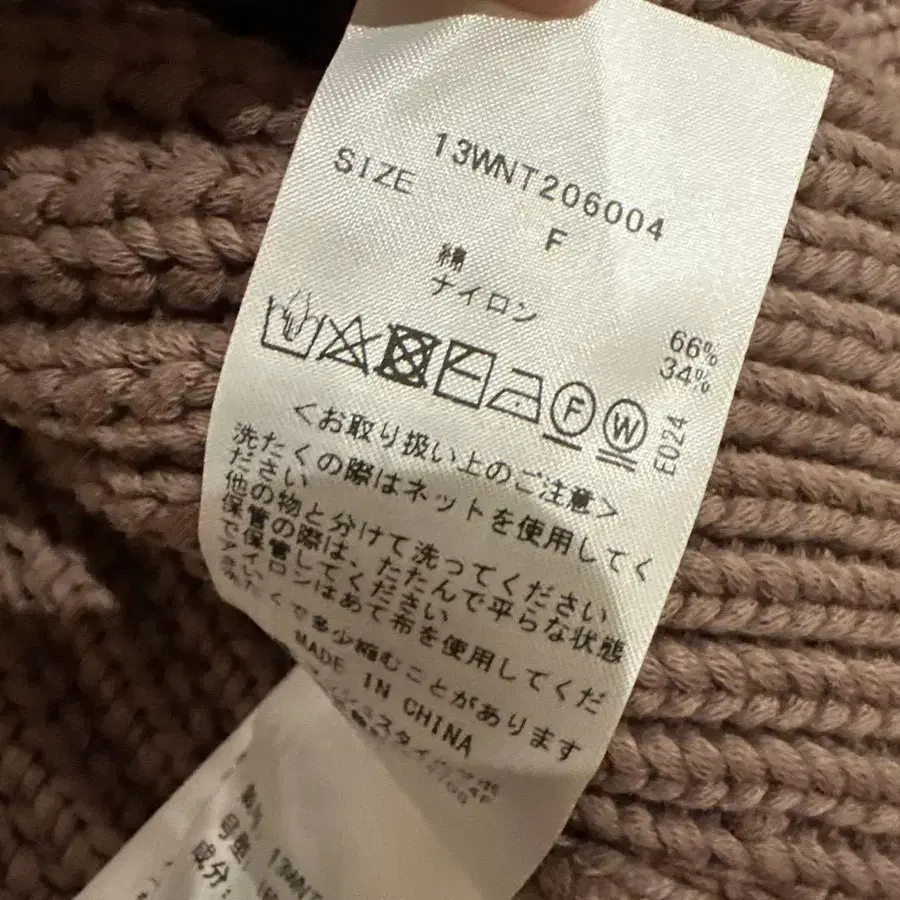 13WNT206004
SIZE F
綿 66%
ナイロン 34%
F W E024
<お取り扱い上のご注意>
洗たくの際はネットを使用してく
ださい
他の物と分けて洗ってください
保管の際は、たたんで平らな状態
で保管してください
アイロンはあて布を使用してくだ
多少縮むことがあります
MADE IN CHINA
号型:
成分:
13WNT